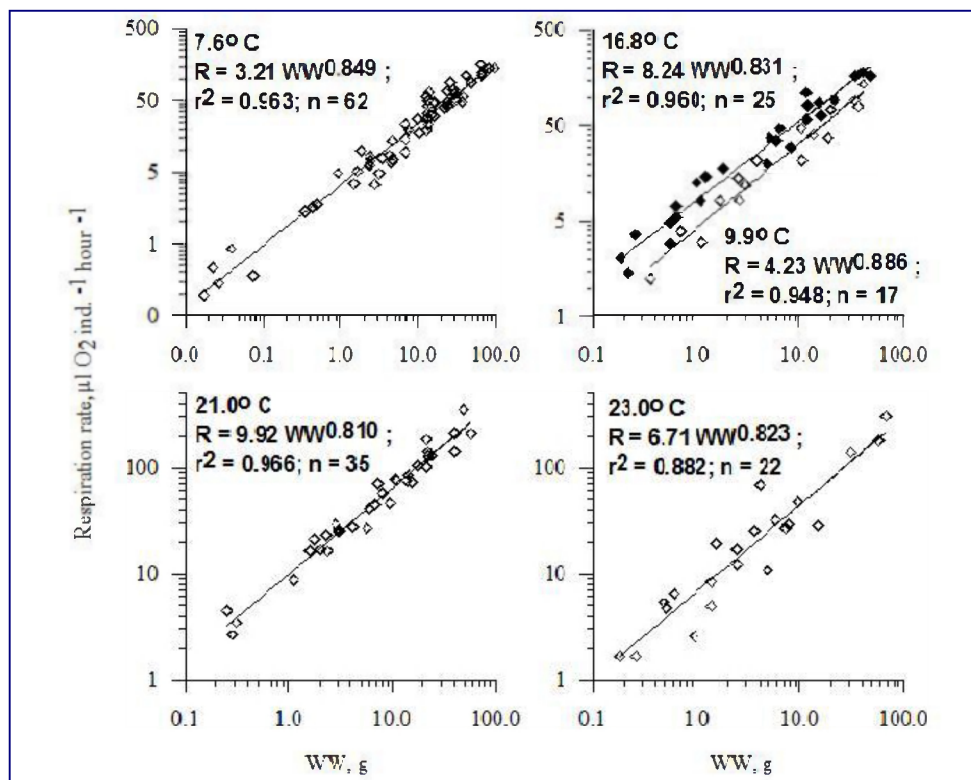 500
50
5
1
0
0.0
0.1
1.0
10.0
100.0
7.6º C
R = 3.21 WW0.849 ;
r2 = 0.963; n = 62
500
50
5
1
0.1
1.0
10.0
100.0
16.8º C
R = 8.24 WW0.831 ;
r2 = 0.960; n = 25
9.9º C
R = 4.23 WW0.886 ;
r2 = 0.948; n = 17
Respiration rate, µl O2 ind. -1 hour -1
100
10
1
0.1
1.0
10.0
100.0
21.0º C
R = 9.92 WW0.810 ;
r2 = 0.966; n = 35
WW, g
100
10
1
0.1
1.0
10.0
100.0
23.0º C
R = 6.71 WW0.823 ;
r2 = 0.882; n = 22
WW, g